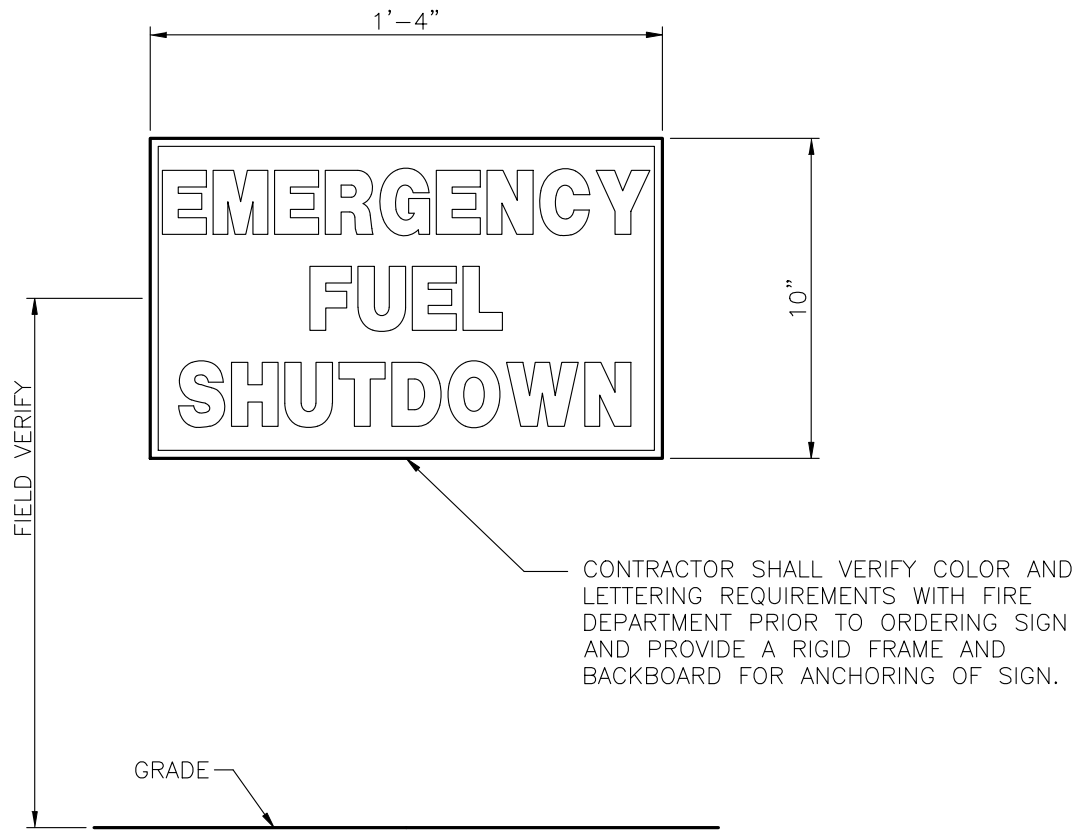 1'-4"
EMERGENCY
FUEL
SHUTDOWN
10"
FIELD VERIFY
CONTRACTOR SHALL VERIFY COLOR AND
LETTERING REQUIREMENTS WITH FIRE
DEPARTMENT PRIOR TO ORDERING SIGN
AND PROVIDE A RIGID FRAME AND
BACKBOARD FOR ANCHORING OF SIGN.
GRADE